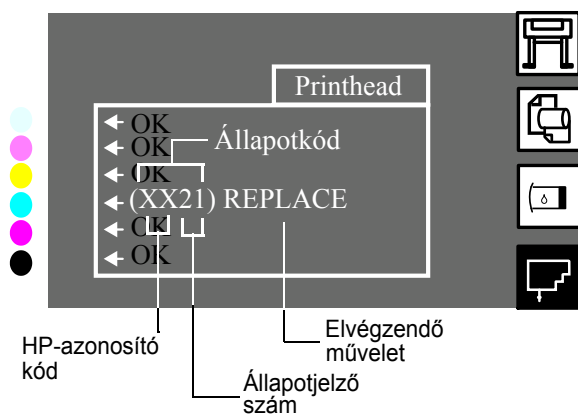 Printhead
OK
OK
Állapotkód
OK
(XX21) REPLACE
OK
OK
HP-azonosító
kód
Elvégzendő
művelet
Állapotjelző
szám